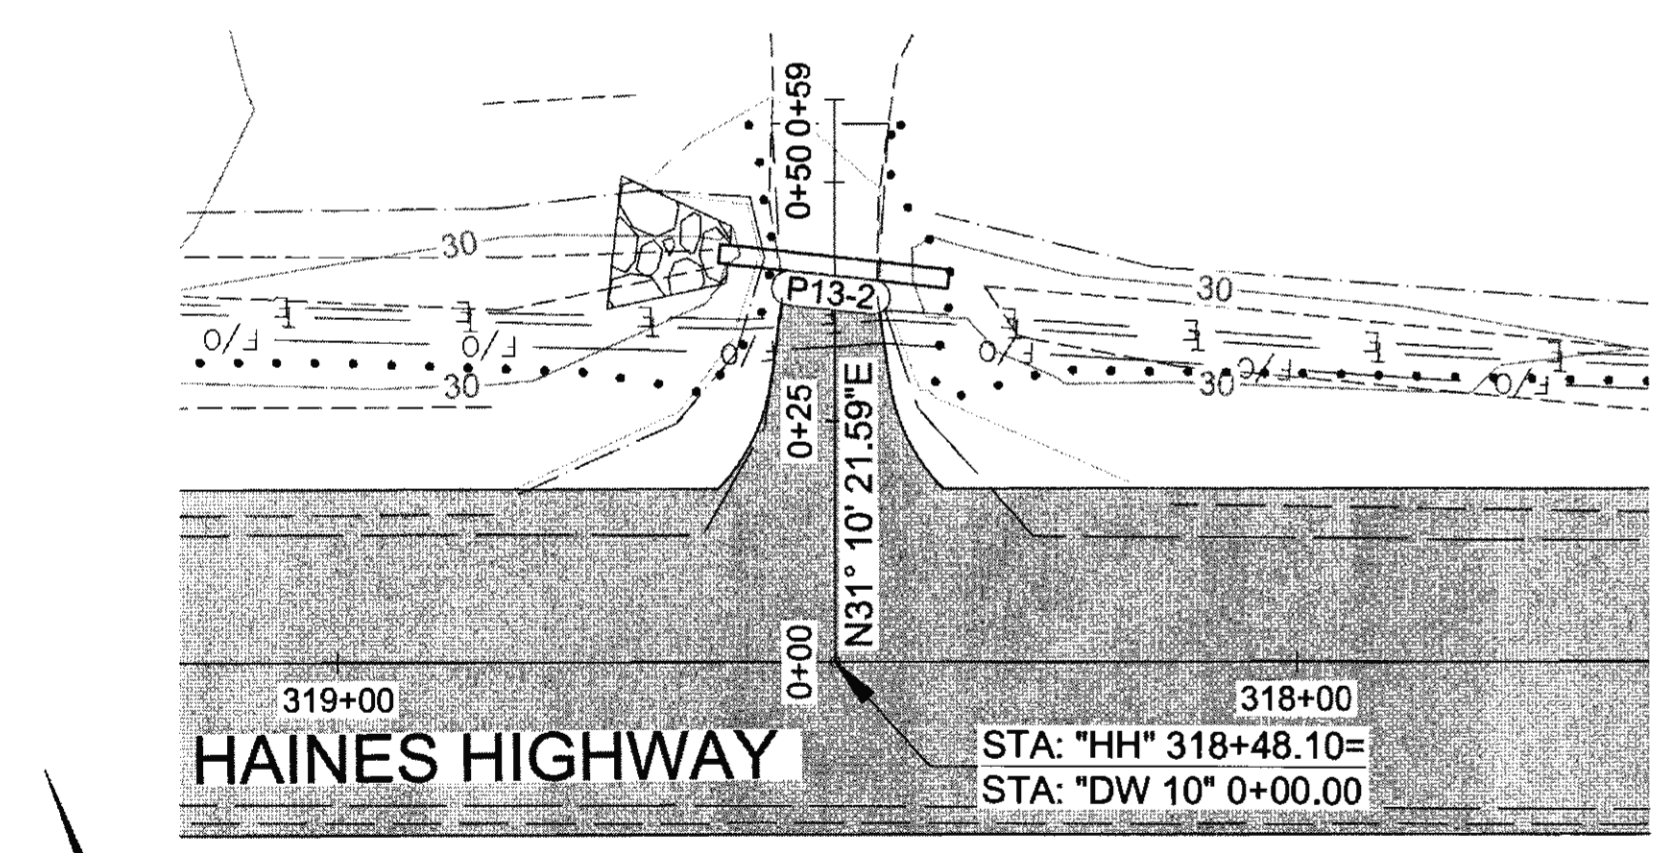 0+59
0+50
30
30
P13-2
F/O
F/O
F/O
F/O
F/O
30
30
E
E
E
E
E
E
E
0+25
N31° 10' 21.59"E
0+00
319+00
318+00
HAINES HIGHWAY
STA: "HH" 318+48.10=
STA: "DW 10" 0+00.00